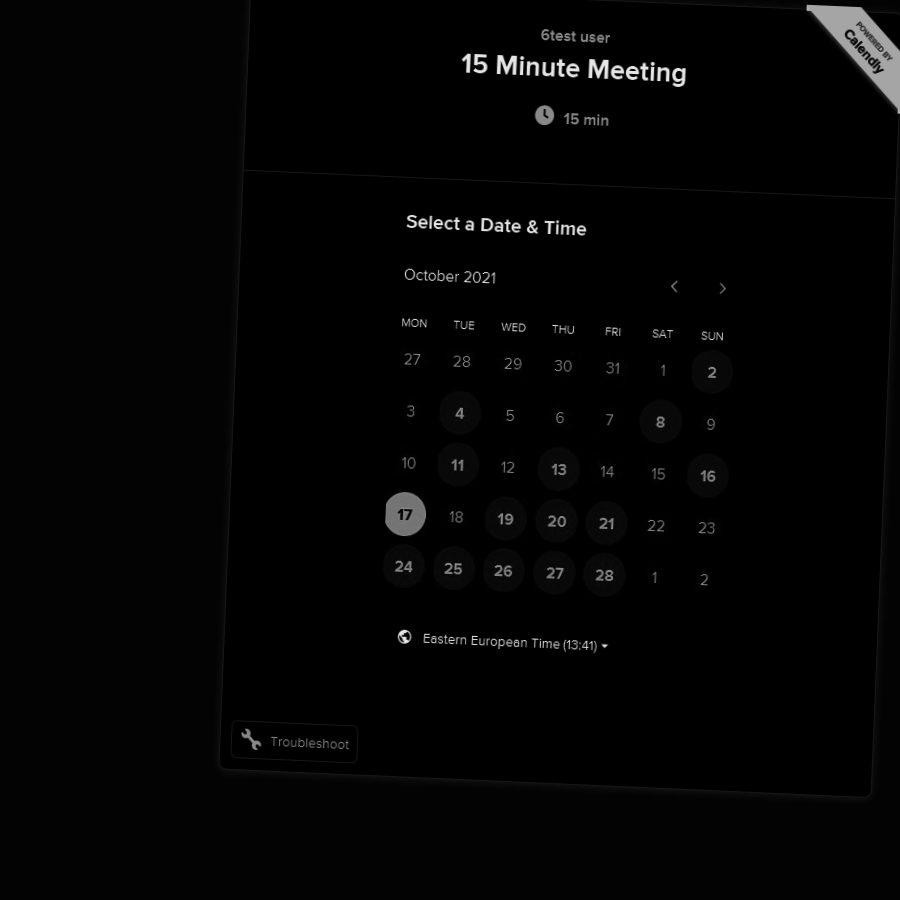 6test user
15 Minute Meeting
15 min
POWERED BY
Calendly
Select a Date & Time
October 2021
MON TUE WED THU FRI SAT SUN
27 28 29 30 31 1 2
3 4 5 6 7 8 9
10 11 12 13 14 15 16
17 18 19 20 21 22 23
24 25 26 27 28 1 2
Eastern European Time (13:41)
Troubleshoot